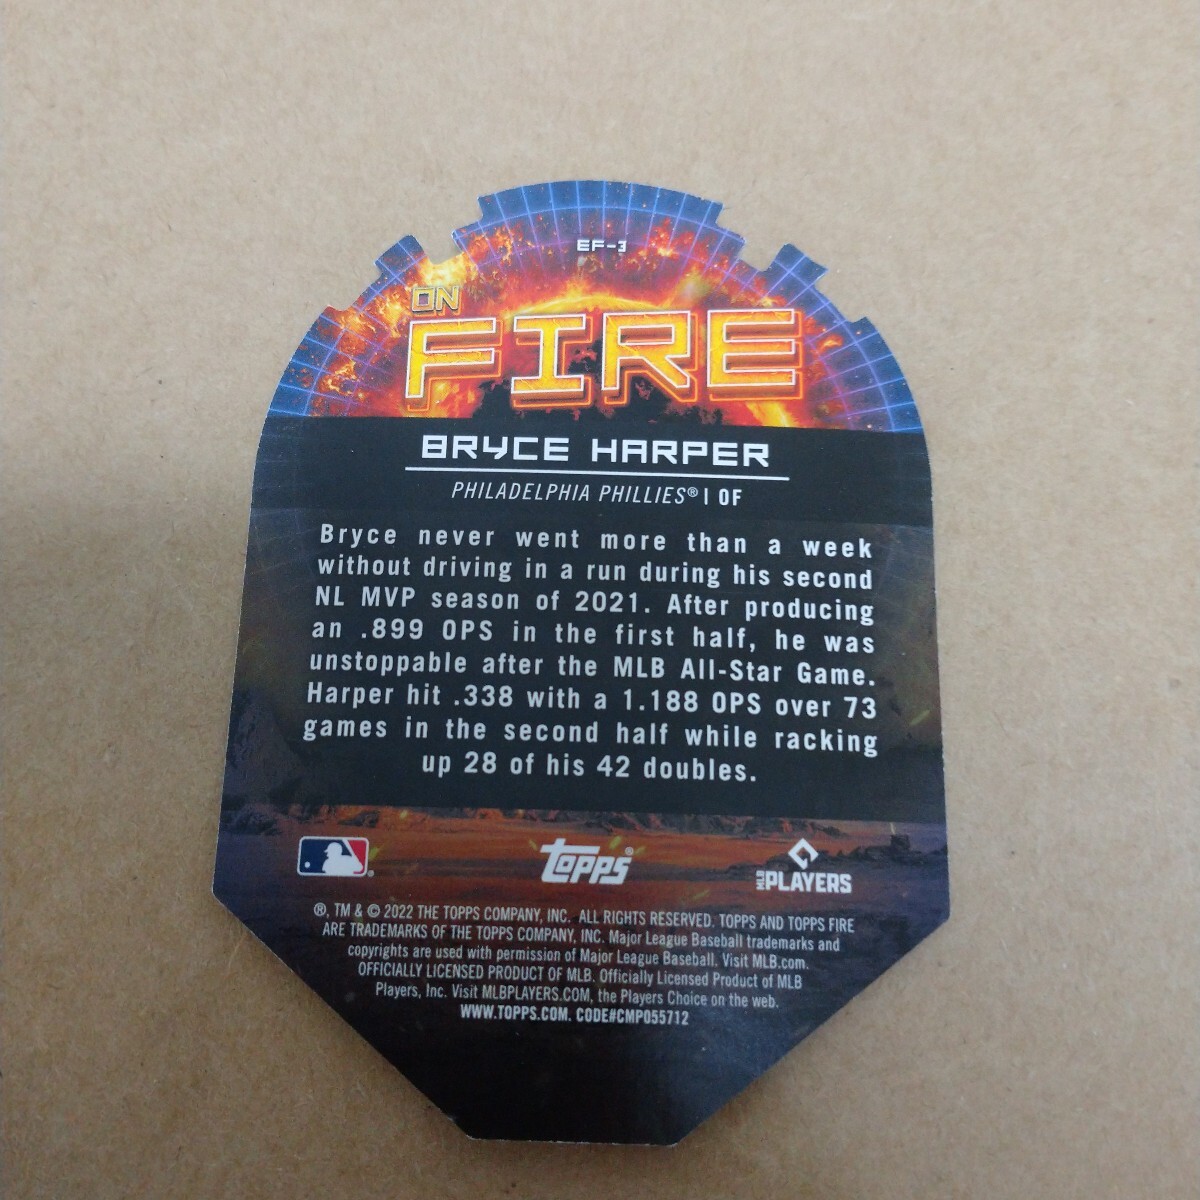 EF-3
ON
FIRE
BRYCE HARPER
PHILADELPHIA PHILLIES® | OF
Bryce never went more than a week
without driving in a run during his second
NL MVP season of 2021. After producing
an .899 OPS in the first half, he was
unstoppable after the MLB All-Star Game.
Harper hit .338 with a 1.188 OPS over 73
games in the second half while racking
up 28 of his 42 doubles.
topps®
MLB PLAYERS
®, TM & © 2022 THE TOPPS COMPANY, INC. ALL RIGHTS RESERVED. TOPPS AND TOPPS FIRE
ARE TRADEMARKS OF THE TOPPS COMPANY, INC. Major League Baseball trademarks and
copyrights are used with permission of Major League Baseball. Visit MLB.com.
OFFICIALLY LICENSED PRODUCT OF MLB. Officially Licensed Product of MLB
Players, Inc. Visit MLBPLAYERS.COM, the Players Choice on the web.
WWW.TOPPS.COM. CODE#CMP055712